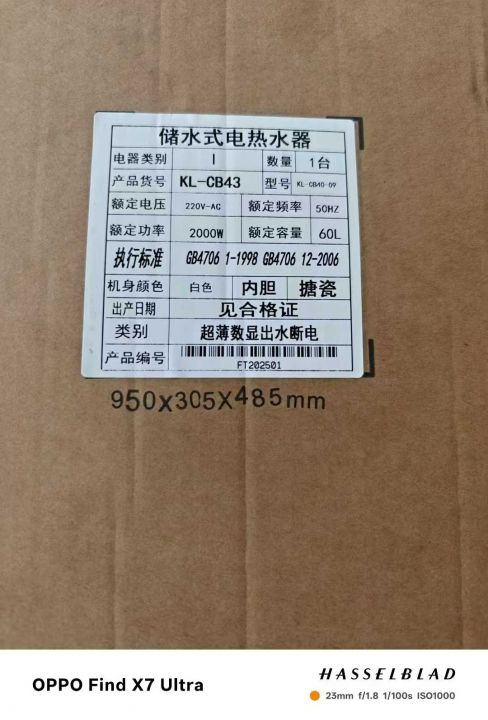 储水式电热水器
电器类别 I 数量 1台
产品货号 KL-CB43 型号 KL-CB40-09
额定电压 220V-AC 额定频率 50HZ
额定功率 2000W 额定容量 60L
执行标准 GB4706 1-1998 GB4706 12-2006
机身颜色 白色 内胆 搪瓷
出产日期 见合格证
类别 超薄数显出水断电
产品编号 FT202501
950X305X485mm
OPPO Find X7 Ultra
HASSELBLAD
23mm f/1.8 1/100s ISO1000